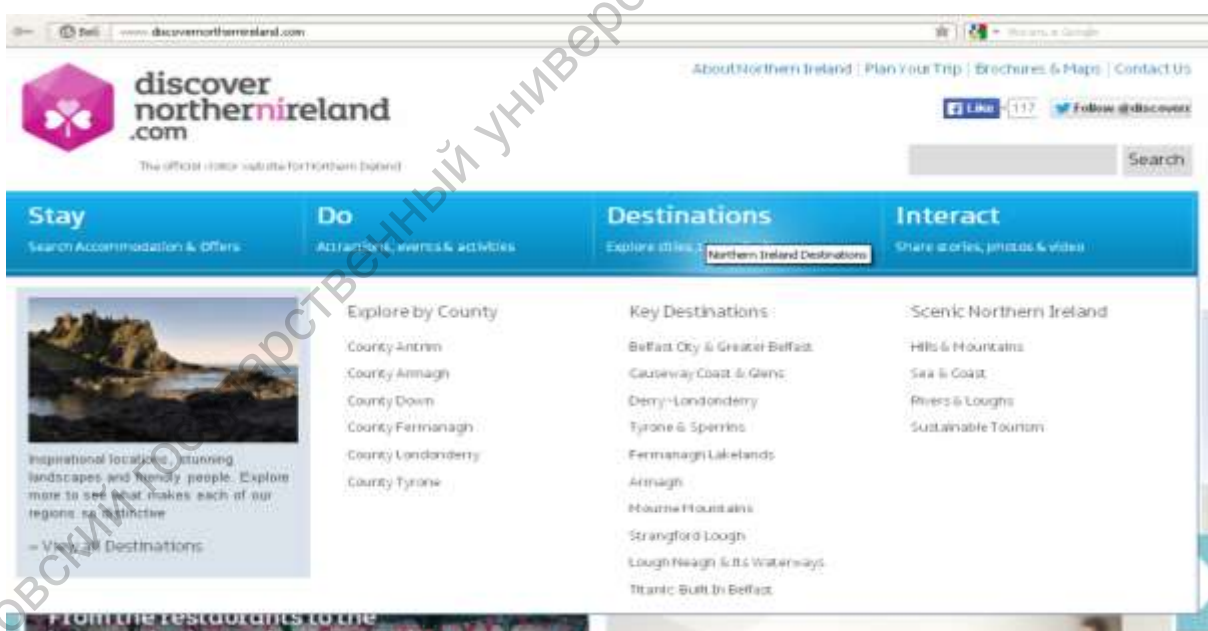 discovernorthernireland.com
About Northern Ireland | Plan Your Trip | Brochures & Maps | Contact Us
discover
northernireland
.com
Like 117 Follow @discovern
The official visitor website for Northern Ireland
Search
Stay Do Destinations Interact
Search Accommodation & Offers Attractions, events & activities Explore cities, Share stories, photos & video
Northern Ireland Destinations
Inspirational locations, stunning
landscapes and friendly people. Explore
more to see what makes each of our
regions so distinctive
View all Destinations
Explore by County
County Antrim
County Armagh
County Down
County Fermanagh
County Londonderry
County Tyrone
Key Destinations
Belfast City & Greater Belfast
Causeway Coast & Glens
Derry~Londonderry
Tyrone & Sperrins
Fermanagh Lakelands
Armagh
Mourne Mountains
Strangford Lough
Lough Neagh & Its Waterways
Titanic Built In Belfast
Scenic Northern Ireland
Hills & Mountains
Sea & Coast
Rivers & Loughs
Sustainable Tourism
From the restaurants to the